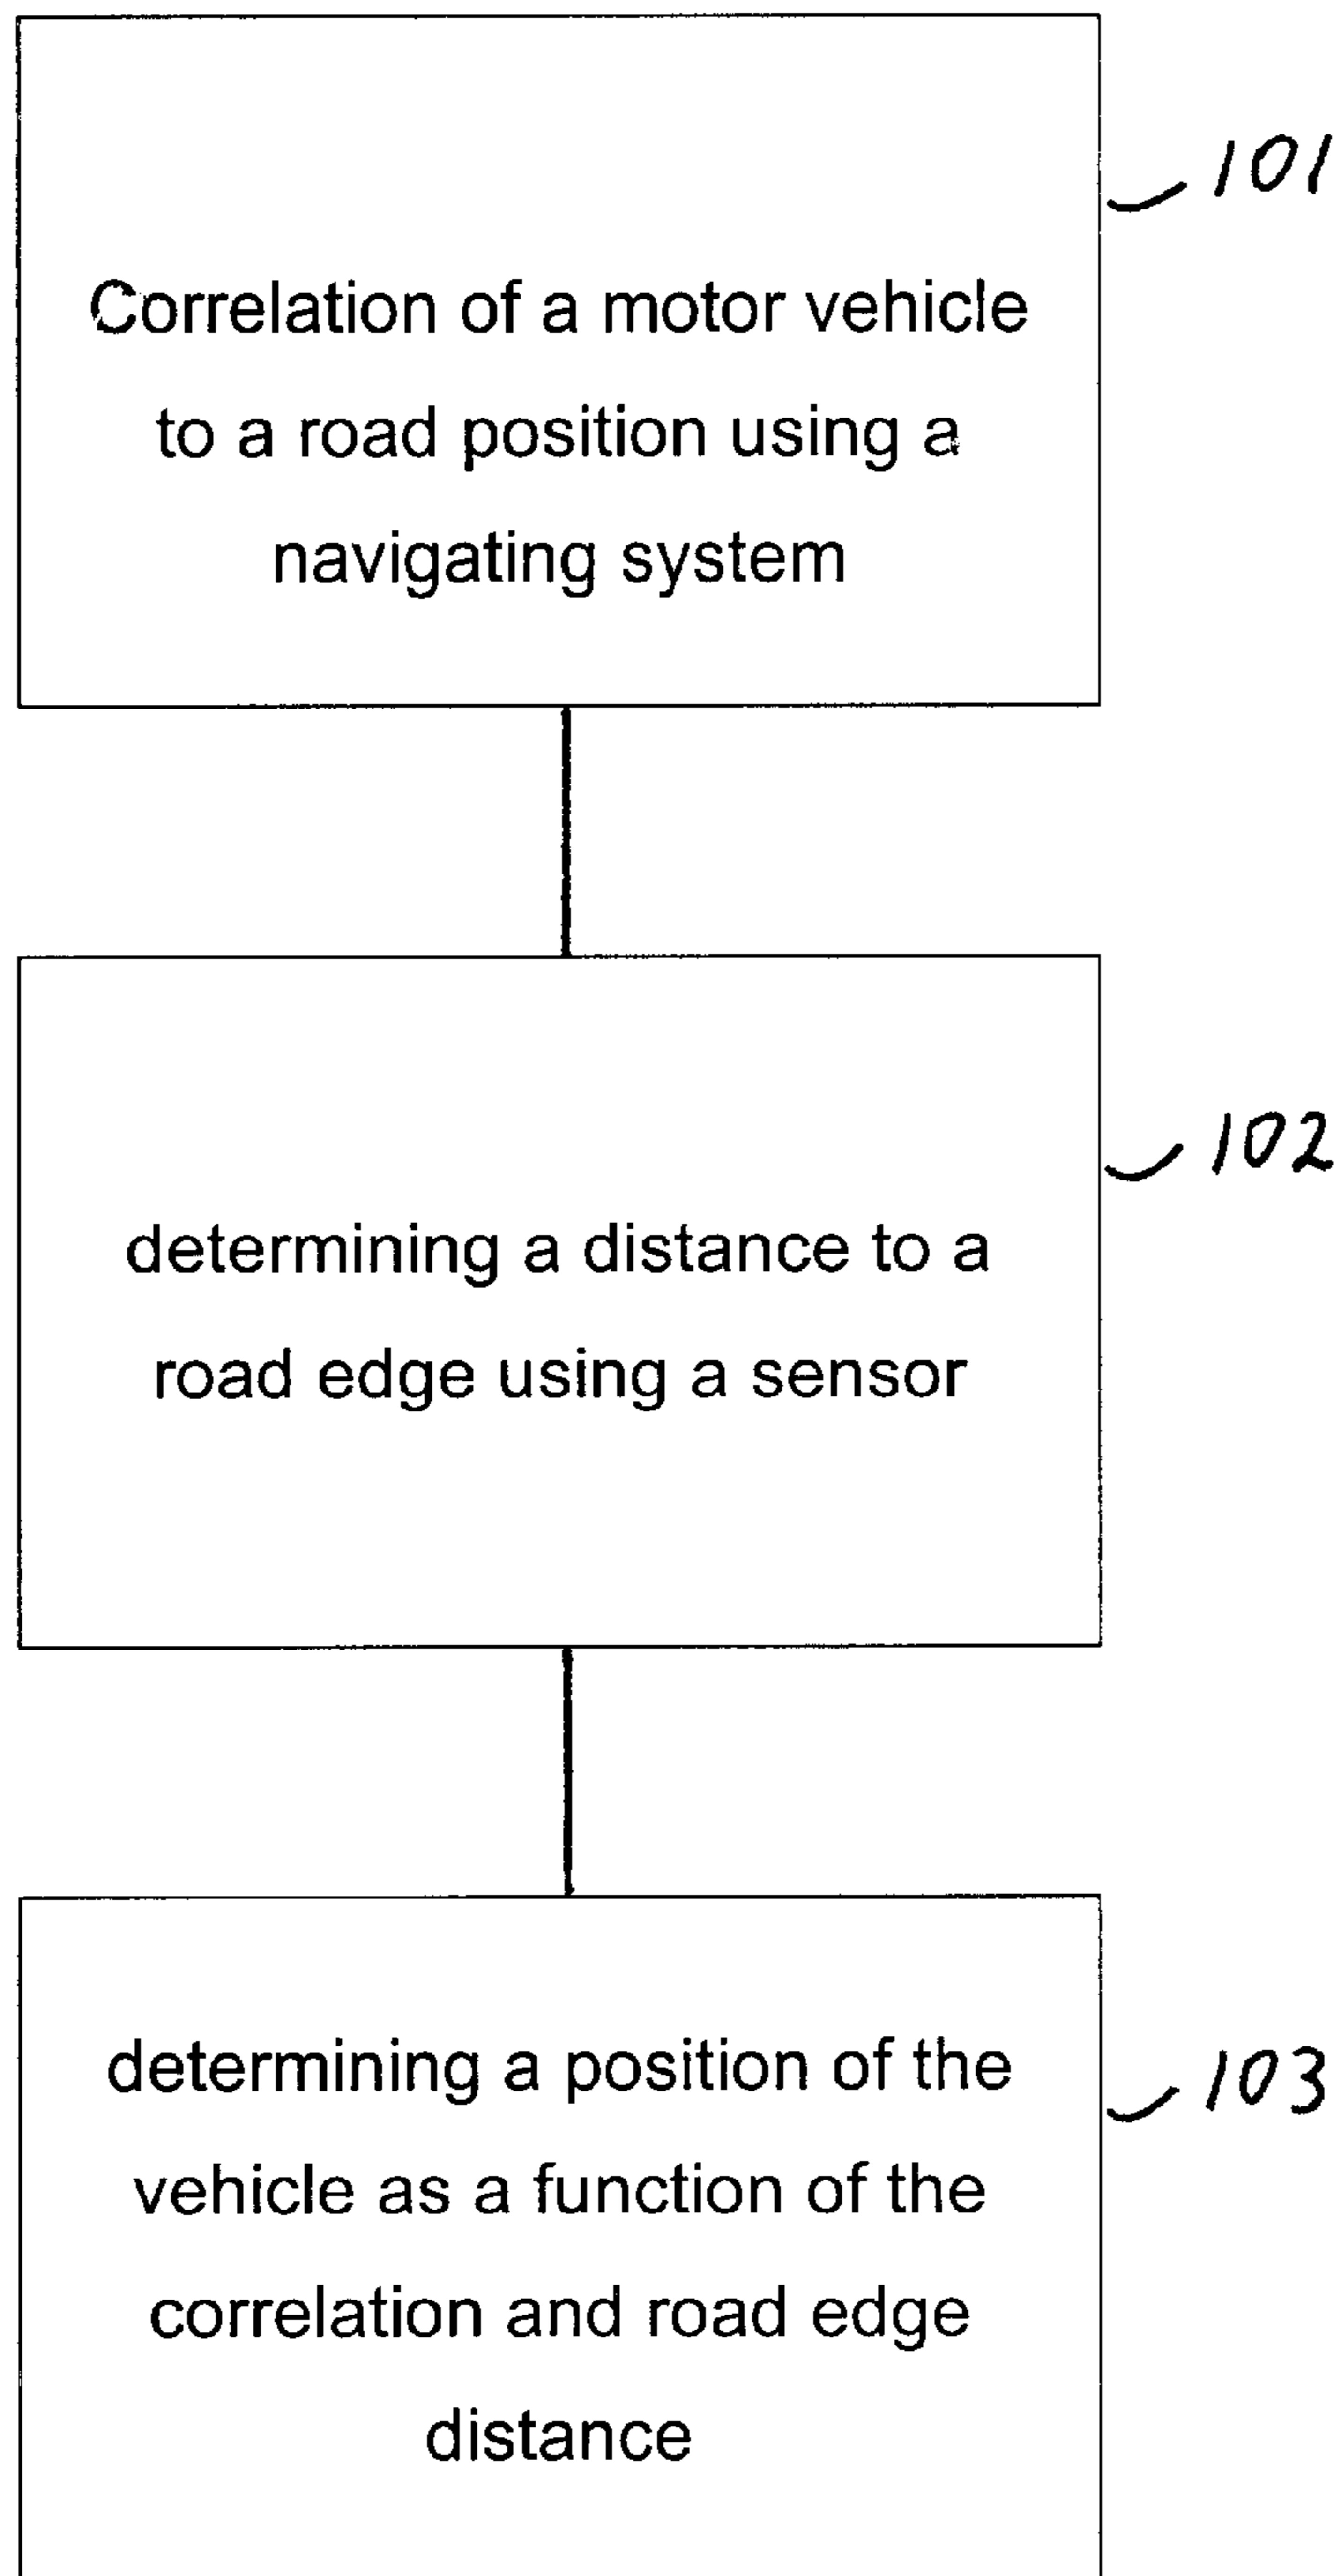 101
Correlation of a motor vehicle
to a road position using a
navigating system
102
determining a distance to a
road edge using a sensor
103
determining a position of the
vehicle as a function of the
correlation and road edge
distance